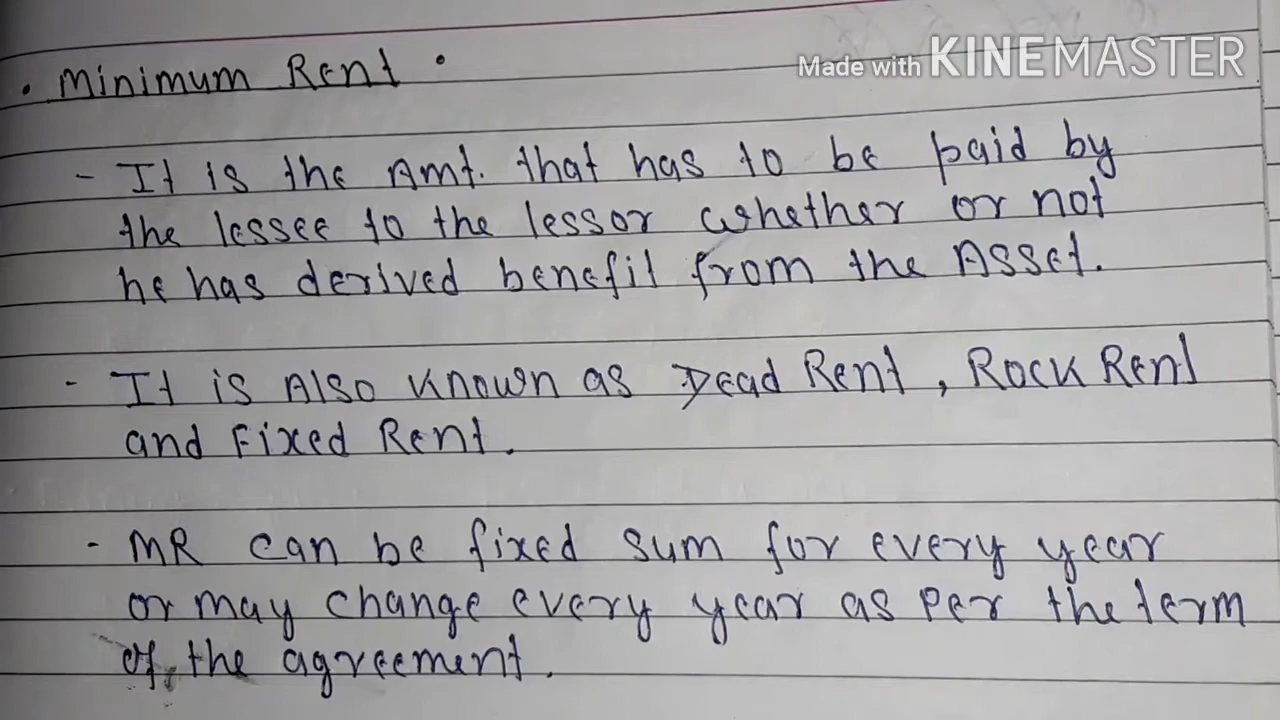 Made with KINEMASTER
• Minimum Rent •
- It is the Amt. that has to be paid by
the lessee to the lessor whether or not
he has derived benefit from the Asset.
- It is Also known as Dead Rent, Rock Rent
and Fixed Rent.
- MR can be fixed sum for every year
or may change every year as per the term
of the agreement.